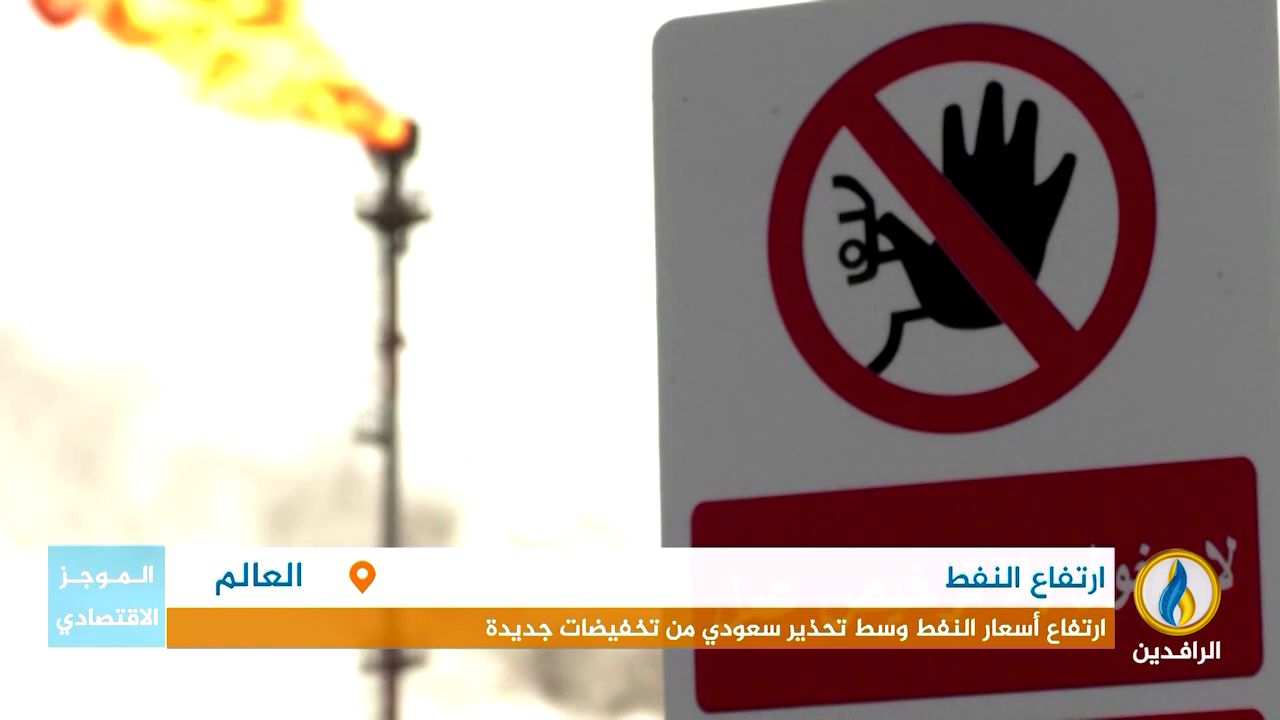 ارتفاع النفط
العالم
ارتفاع أسعار النفط وسط تحذير سعودي من تخفيضات جديدة
الموجز
الاقتصادي
الرافدين